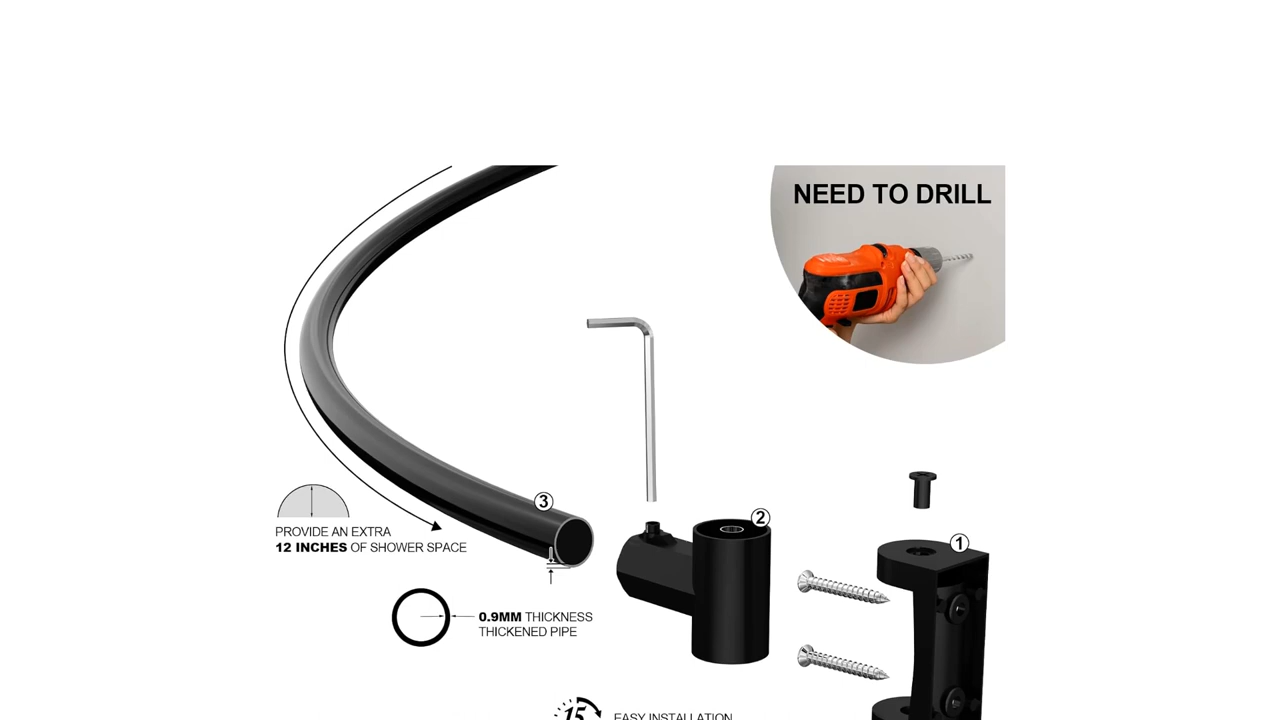 NEED TO DRILL
3
2
1
PROVIDE AN EXTRA
12 INCHES OF SHOWER SPACE
0.9MM THICKNESS
THICKENED PIPE
15
EASY INSTALLATION